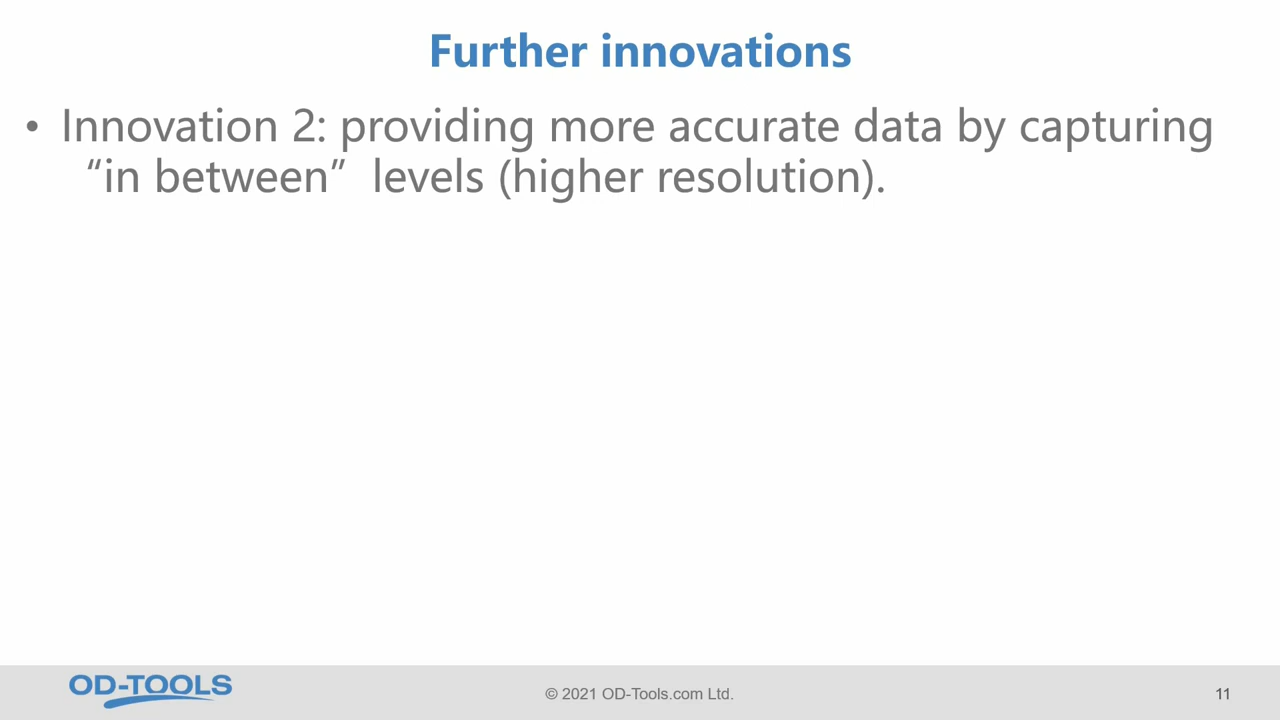 Further innovations
• Innovation 2: providing more accurate data by capturing
“in between” levels (higher resolution).
OD-TOOLS
© 2021 OD-Tools.com Ltd.
11